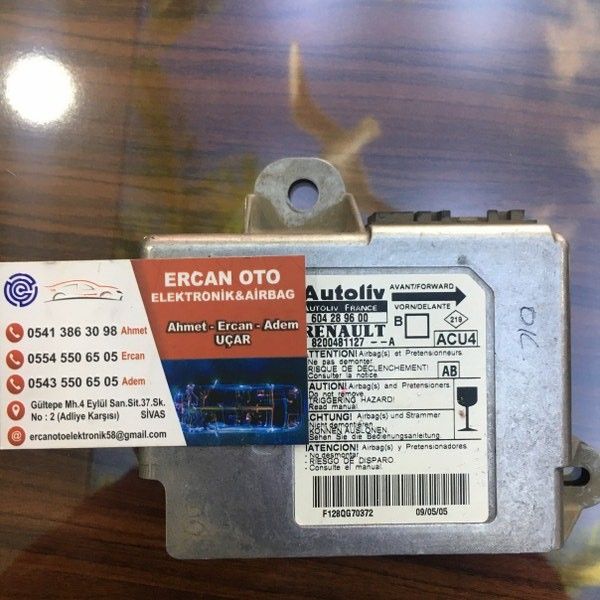 ERCAN OTO
ELEKTRONİK&AİRBAG
Ahmet - Ercan - Adem
UÇAR
0541 386 30 98 Ahmet
0554 550 65 05 Ercan
0543 550 65 05 Adem
Gültepe Mh.4 Eylül San.Sit.37.Sk.
No : 2 (Adliye Karşısı) SİVAS
ercanotoelektronik58@gmail.com
Autoliv
AUTOLIV FRANCE
604 28 96 00
RENAULT
8200481127 --A
AVANT/FORWARD
VORN/DELANTE
B
219
ACU4
AB
ATTENTION! Airbag(s) et Pretensionneurs
Ne pas demonter.
RISQUE DE DECLENCHEMENT!
Consulter la notice.
CAUTION! Airbag(s) and Pretensioners
Do not remove.
TRIGGERING HAZARD!
Read manual.
ACHTUNG! Airbag(s) und Strammer
Nicht demontieren.
KONNEN AUSLOSEN.
Sehen Sie die Bedienungsanleitung.
ATENCION! Airbag(s) y Pretensionadores
- No desmontar.
- RIESGO DE DISPARO.
- Consulte el manual.
F128QG70372 09/05/05